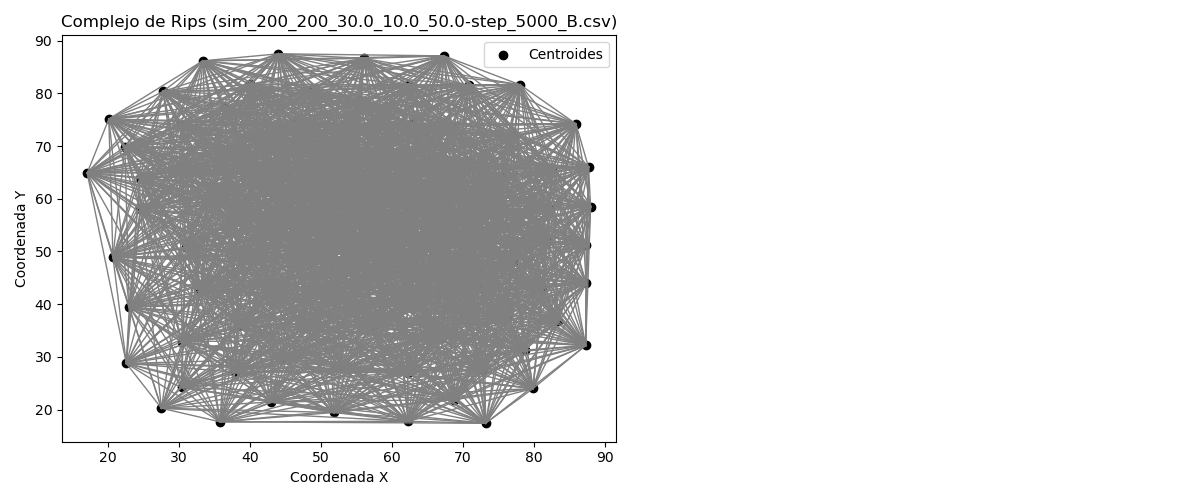 Complejo de Rips (sim_200_200_30.0_10.0_50.0-step_5000_B.csv)
90
80
70
60
50
40
30
20
Coordenada Y
Centroides
20 30 40 50 60 70 80 90
Coordenada X